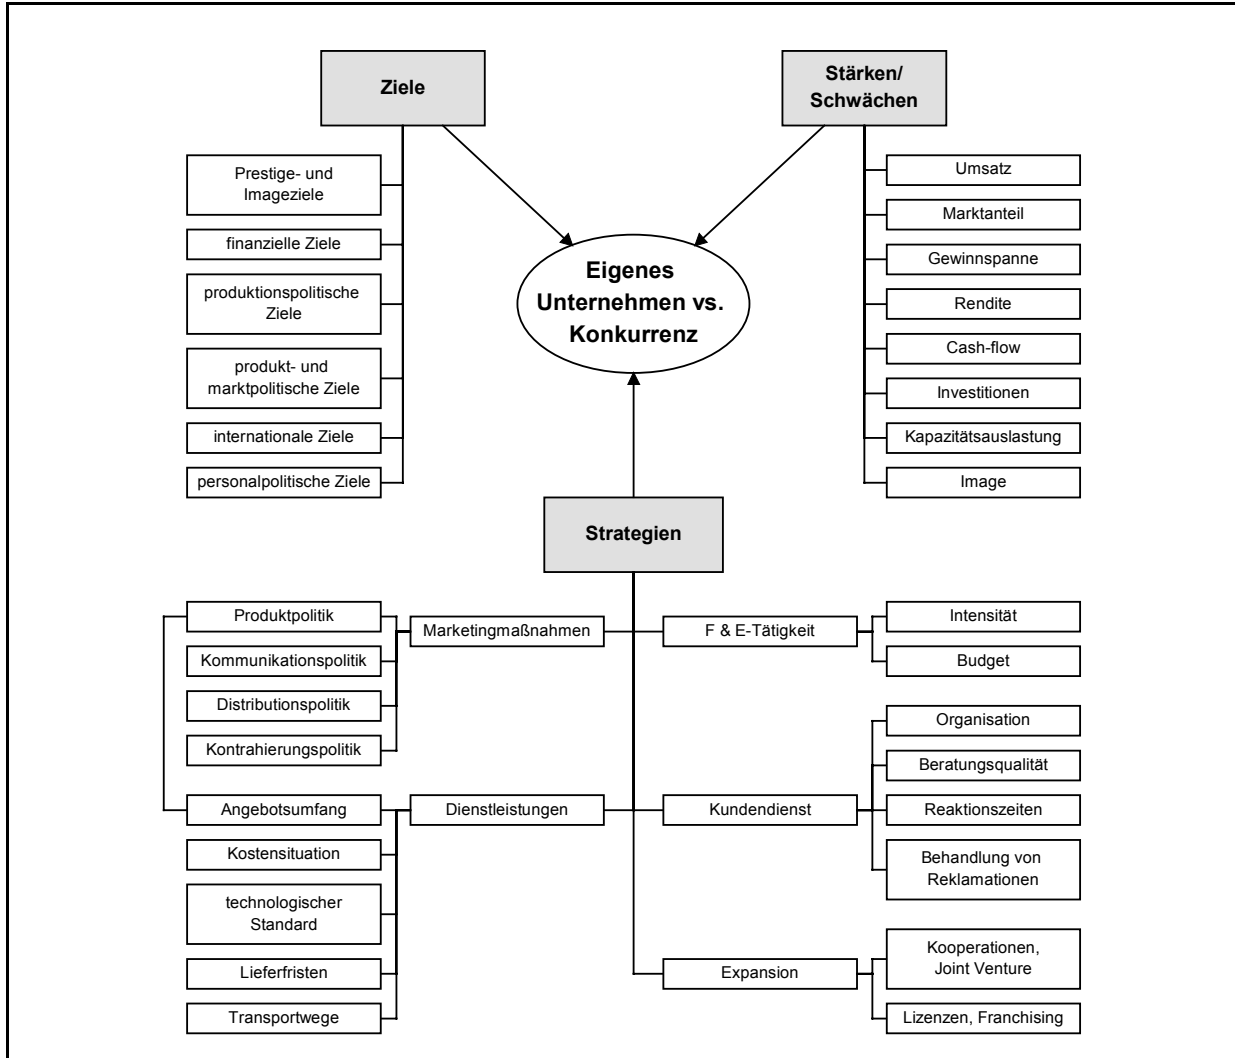 Ziele
Prestige- und
Imageziele
finanzielle Ziele
produktionspolitische
Ziele
produkt- und
marktpolitische Ziele
internationale Ziele
personalpolitische Ziele
Stärken/
Schwächen
Umsatz
Marktanteil
Gewinnspanne
Rendite
Cash-flow
Investitionen
Kapazitätsauslastung
Image
Eigenes
Unternehmen vs.
Konkurrenz
Strategien
Marketingmaßnahmen
Produktpolitik
Kommunikationspolitik
Distributionspolitik
Kontrahierungspolitik
Dienstleistungen
Angebotsumfang
Kostensituation
technologischer
Standard
Lieferfristen
Transportwege
F & E-Tätigkeit
Intensität
Budget
Kundendienst
Organisation
Beratungsqualität
Reaktionszeiten
Behandlung von
Reklamationen
Expansion
Kooperationen,
Joint Venture
Lizenzen, Franchising